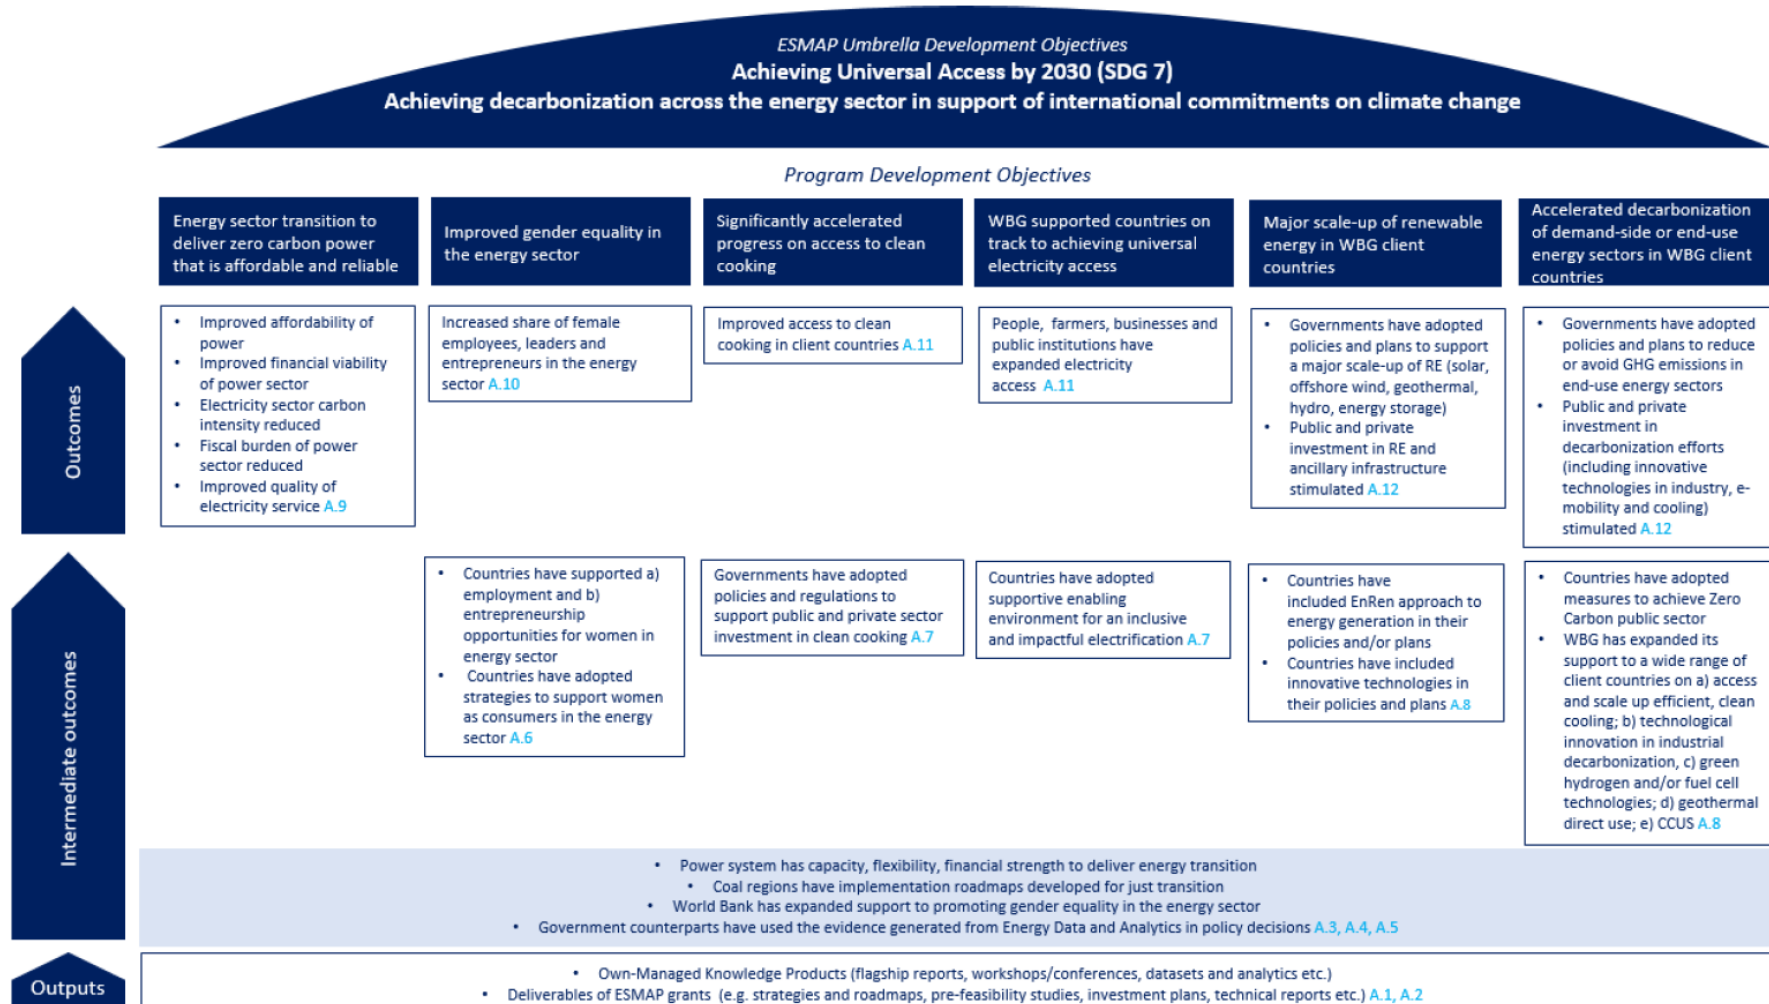 ESMAP Umbrella Development Objectives
Achieving Universal Access by 2030 (SDG 7)
Achieving decarbonization across the energy sector in support of international commitments on climate change
Program Development Objectives
Energy sector transition to
deliver zero carbon power
that is affordable and reliable
Improved gender equality in
the energy sector
Significantly accelerated
progress on access to clean
cooking
WBG supported countries on
track to achieving universal
electricity access
Major scale-up of renewable
energy in WBG client
countries
Accelerated decarbonization
of demand-side or end-use
energy sectors in WBG client
countries
Outcomes
• Improved affordability of
power
• Improved financial viability
of power sector
• Electricity sector carbon
intensity reduced
• Fiscal burden of power
sector reduced
• Improved quality of
electricity service A.9
Increased share of female
employees, leaders and
entrepreneurs in the energy
sector A.10
Improved access to clean
cooking in client countries A.11
People, farmers, businesses and
public institutions have
expanded electricity
access A.11
• Governments have adopted
policies and plans to support
a major scale-up of RE (solar,
offshore wind, geothermal,
hydro, energy storage)
• Public and private
investment in RE and
ancillary infrastructure
stimulated A.12
• Governments have adopted
policies and plans to reduce
or avoid GHG emissions in
end-use energy sectors
• Public and private
investment in
decarbonization efforts
(including innovative
technologies in industry, e-
mobility and cooling)
stimulated A.12
Intermediate outcomes
• Countries have supported a)
employment and b)
entrepreneurship
opportunities for women in
energy sector
• Countries have adopted
strategies to support women
as consumers in the energy
sector A.6
Governments have adopted
policies and regulations to
support public and private sector
investment in clean cooking A.7
Countries have adopted
supportive enabling
environment for an inclusive
and impactful electrification A.7
• Countries have
included EnRen approach to
energy generation in their
policies and/or plans
• Countries have included
innovative technologies in
their policies and plans A.8
• Countries have adopted
measures to achieve Zero
Carbon public sector
• WBG has expanded its
support to a wide range of
client countries on a) access
and scale up efficient, clean
cooling; b) technological
innovation in industrial
decarbonization, c) green
hydrogen and/or fuel cell
technologies; d) geothermal
direct use; e) CCUS A.8
• Power system has capacity, flexibility, financial strength to deliver energy transition
• Coal regions have implementation roadmaps developed for just transition
• World Bank has expanded support to promoting gender equality in the energy sector
• Government counterparts have used the evidence generated from Energy Data and Analytics in policy decisions A.3, A.4, A.5
Outputs
• Own-Managed Knowledge Products (flagship reports, workshops/conferences, datasets and analytics etc.)
• Deliverables of ESMAP grants (e.g. strategies and roadmaps, pre-feasibility studies, investment plans, technical reports etc.) A.1, A.2